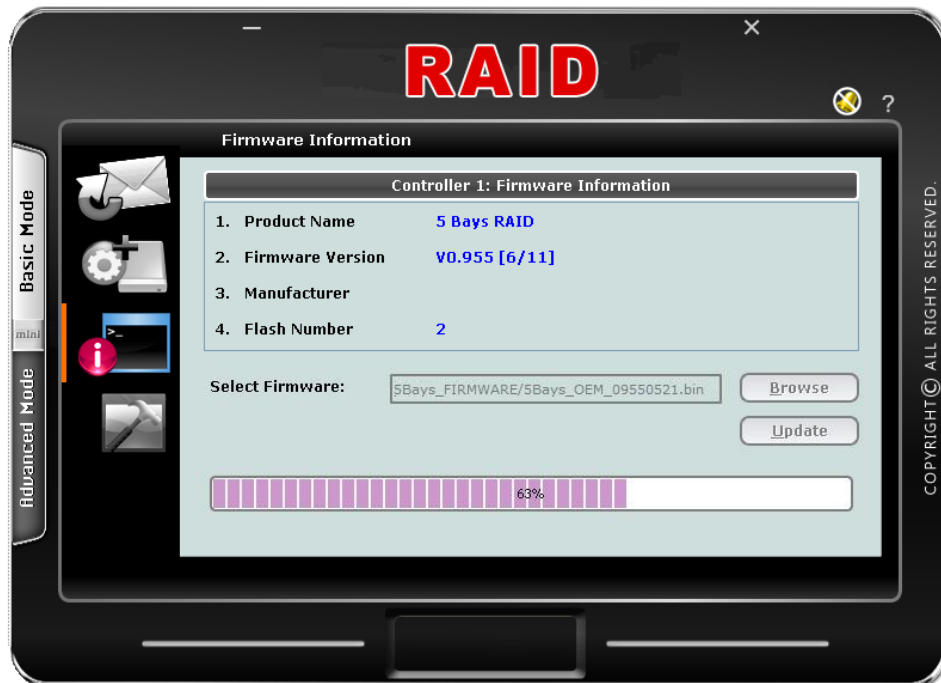 RAID
?
Firmware Information
Controller 1: Firmware Information
1. Product Name 5 Bays RAID
2. Firmware Version V0.955 [6/11]
3. Manufacturer
4. Flash Number 2
Select Firmware: 5Bays_FIRMWARE/5Bays_OEM_09550521.bin Browse
Update
63%
Basic Mode
mini
Advanced Mode
>_
i
COPYRIGHT© ALL RIGHTS RESERVED.